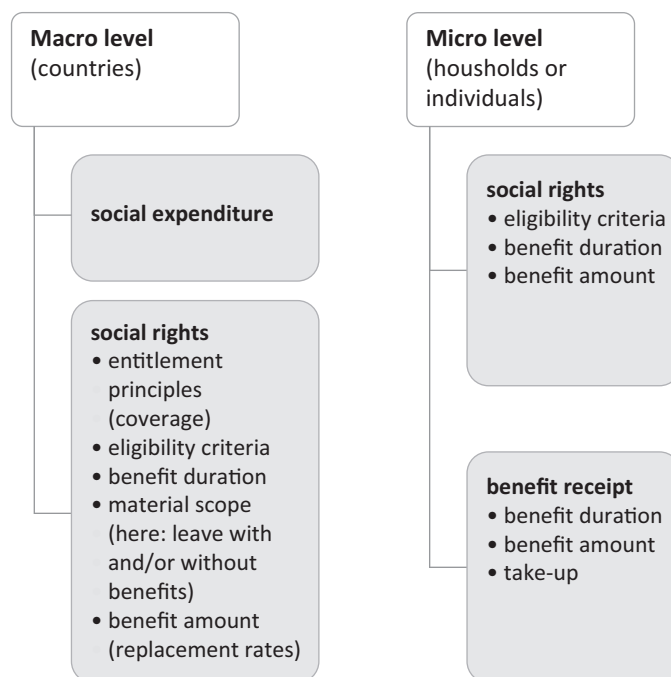 Macro level
(countries)
social expenditure
social rights
• entitlement
principles
(coverage)
• eligibility criteria
• benefit duration
• material scope
(here: leave with
and/or without
benefits)
• benefit amount
(replacement rates)
Micro level
(housholds or
individuals)
social rights
• eligibility criteria
• benefit duration
• benefit amount
benefit receipt
• benefit duration
• benefit amount
• take-up